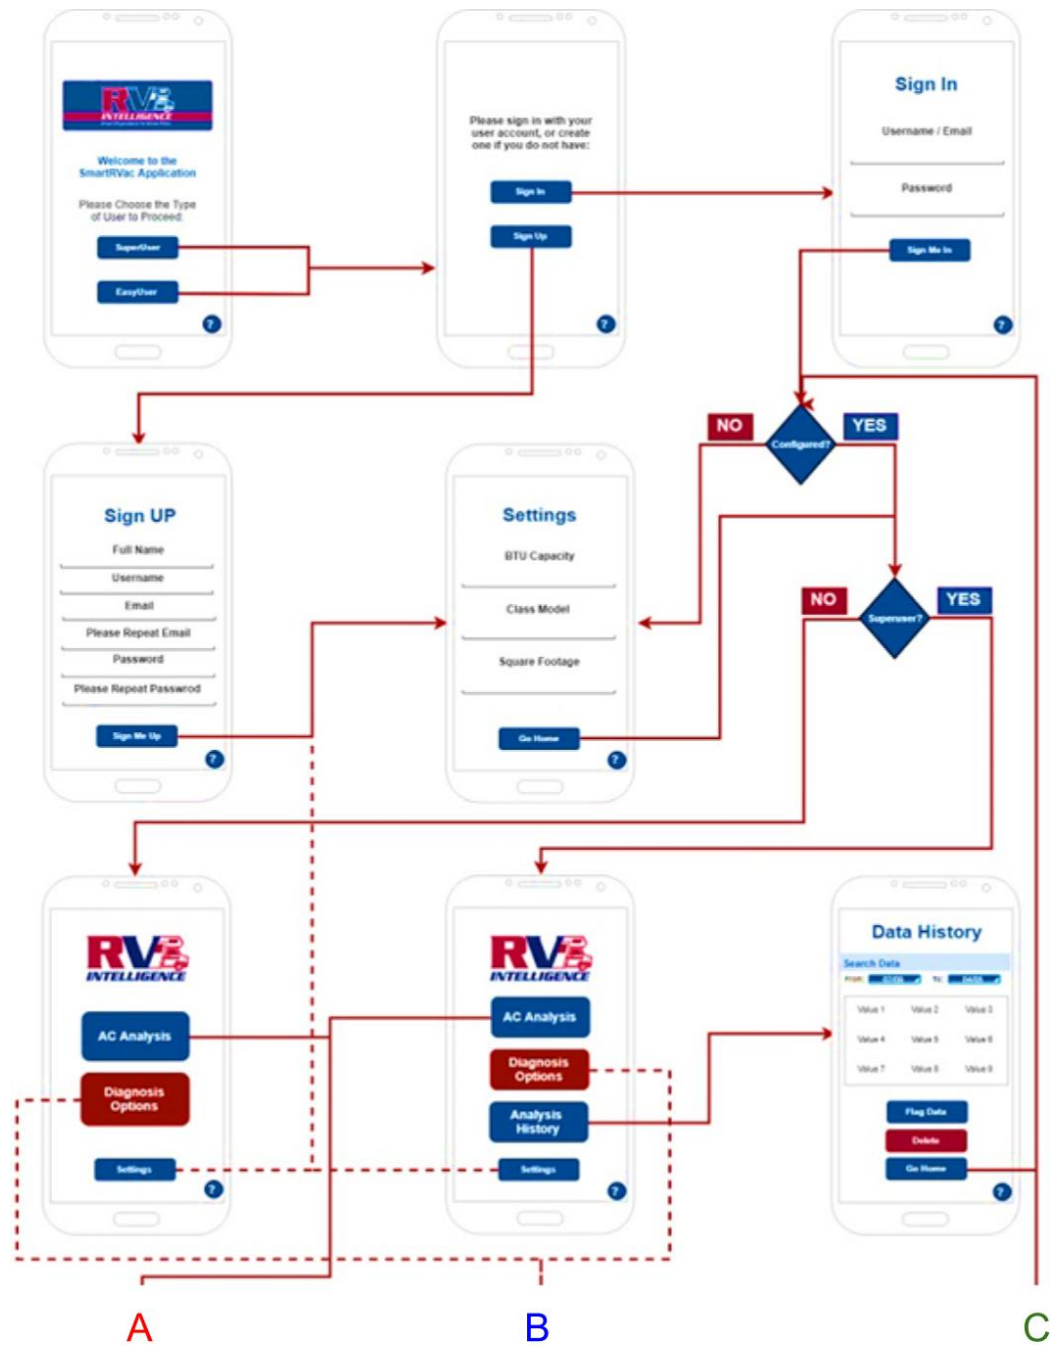 RV
INTELLIGENCE
Welcome to the
SmartRVac Application
Please Choose the Type
of User to Proceed:
SuperUser
EasyUser
?
Please sign in with your
user account, or create
one if you do not have:
Sign In
Sign Up
?
Sign In
Username / Email
Password
Sign Me In
?
NO
YES
Configured?
Sign UP
Full Name
Username
Email
Please Repeat Email
Password
Please Repeat Passwrod
Sign Me Up
?
Settings
BTU Capacity
Class Model
Square Footage
Go Home
?
NO
YES
Superuser?
RV
INTELLIGENCE
AC Analysis
Diagnosis
Options
Settings
?
RV
INTELLIGENCE
AC Analysis
Diagnosis
Options
Analysis
History
Settings
?
Data History
Search Data
From:
To:
Value 1 Value 2 Value 3
Value 4 Value 5 Value 6
Value 7 Value 8 Value 9
Flag Data
Delete
Go Home
?
A
B
C